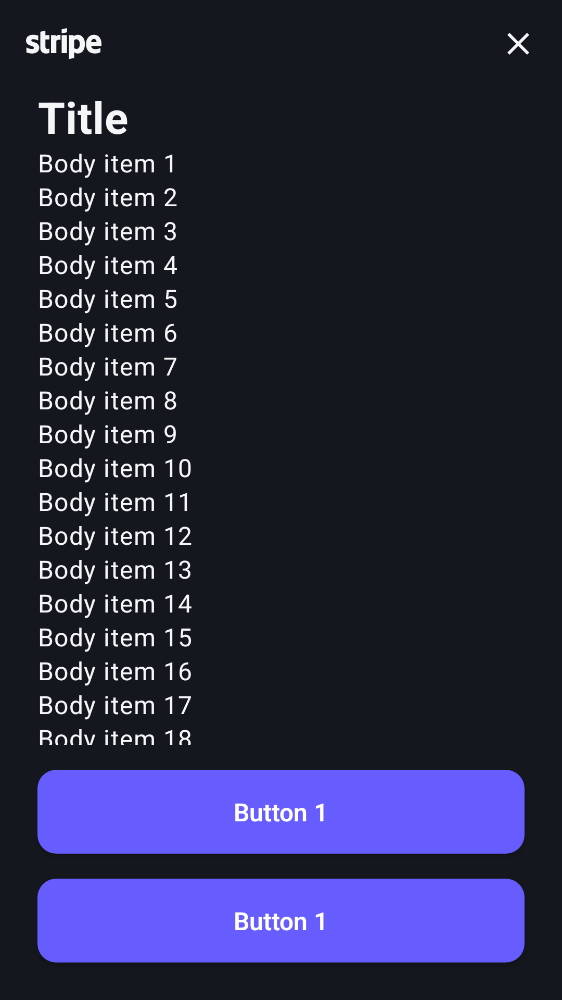 stripe
Title
Body item 1
Body item 2
Body item 3
Body item 4
Body item 5
Body item 6
Body item 7
Body item 8
Body item 9
Body item 10
Body item 11
Body item 12
Body item 13
Body item 14
Body item 15
Body item 16
Body item 17
Body item 18
Button 1
Button 1